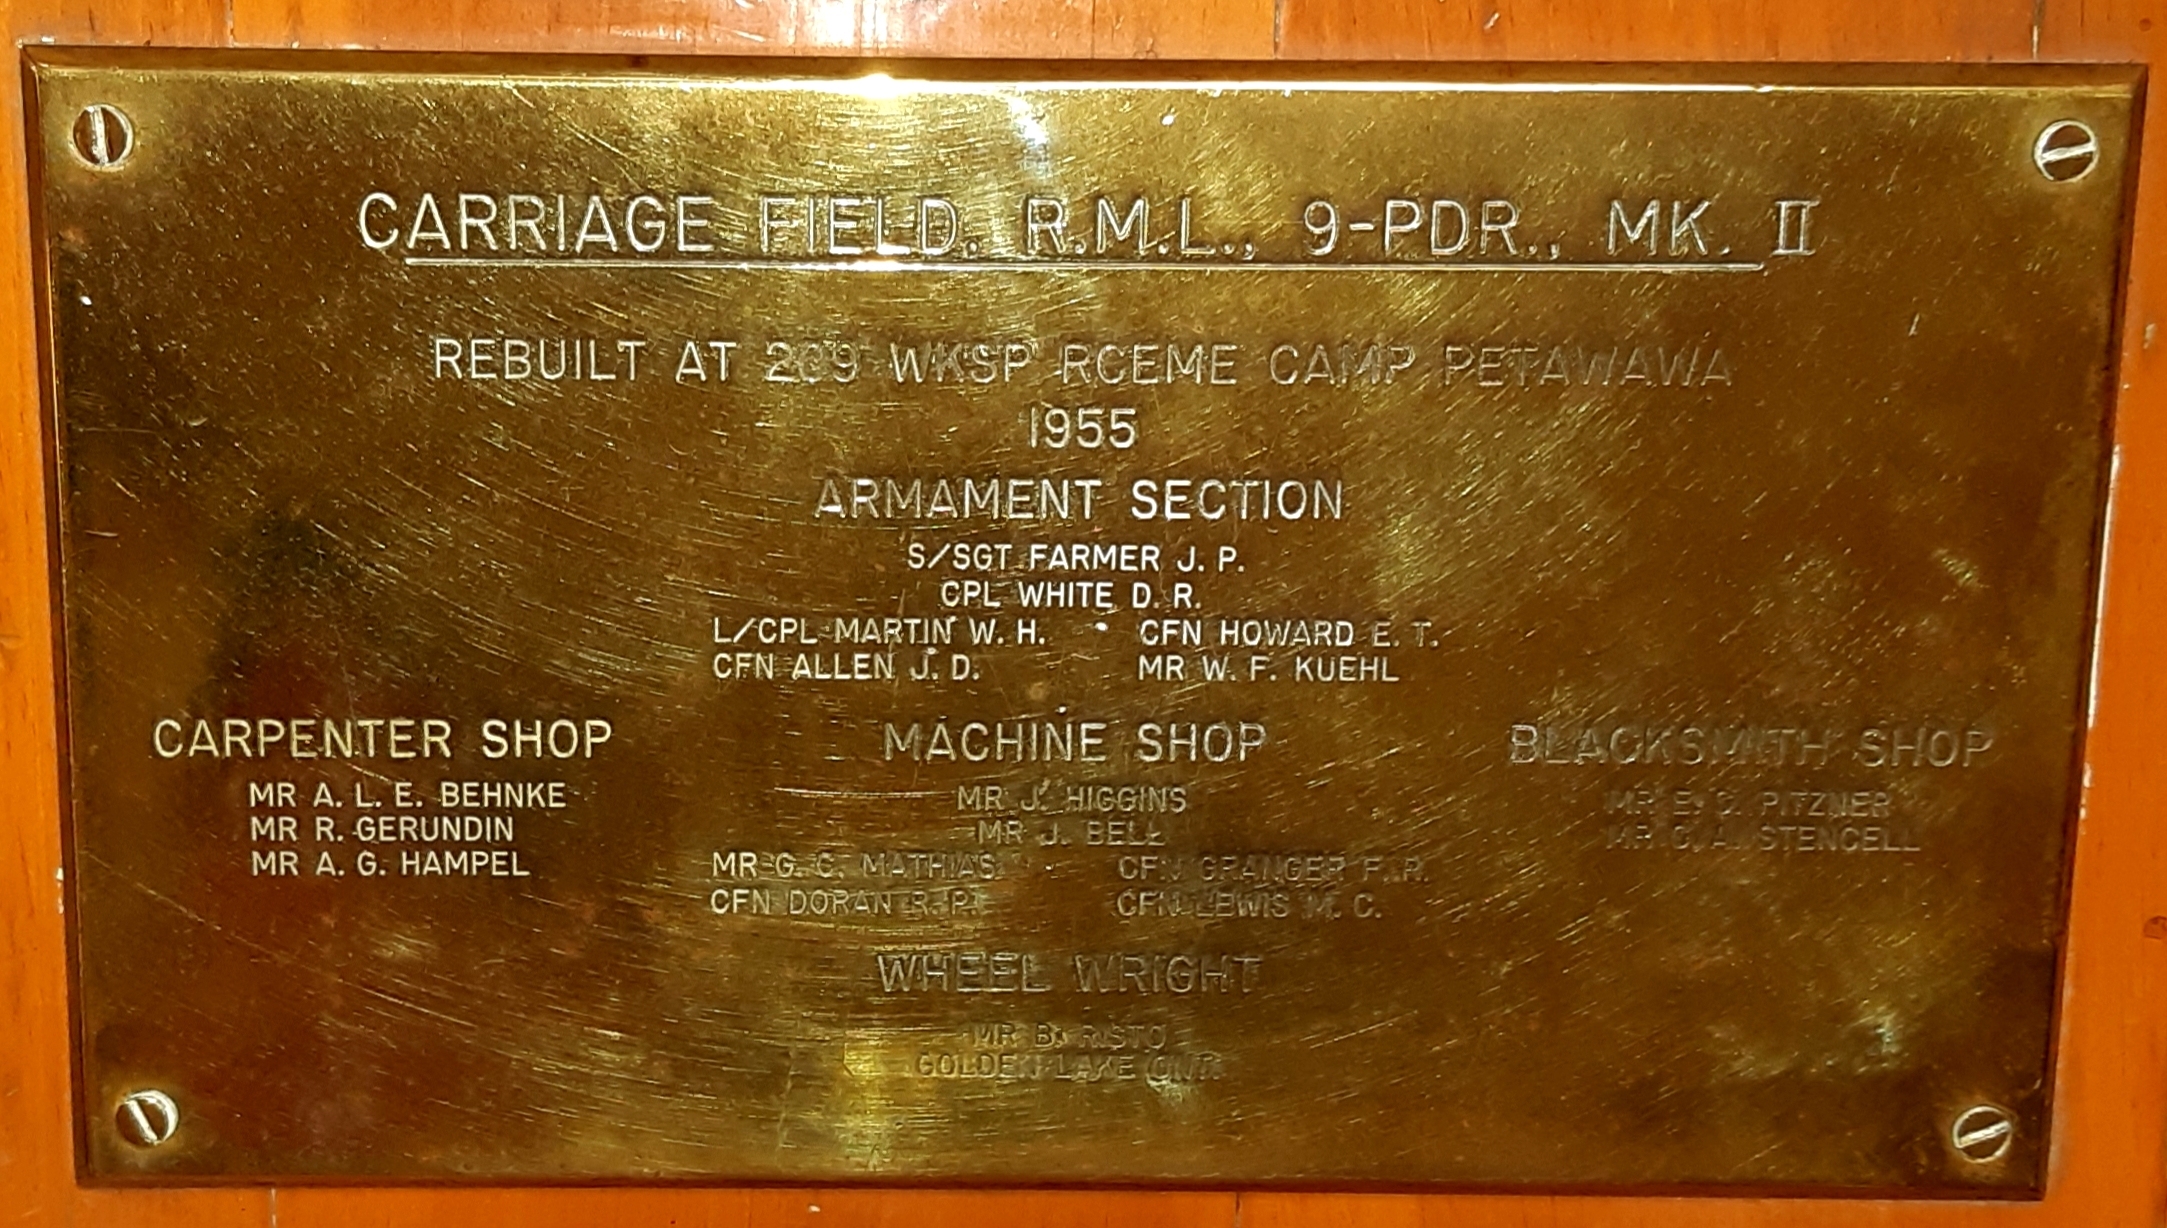 CARRIAGE FIELD, R.M.L., 9-PDR., MK. II
REBUILT AT 209 WKSP RCEME CAMP PETAWAWA
1955
ARMAMENT SECTION
S/SGT FARMER J. P.
CPL WHITE D. R.
L/CPL MARTIN W. H. CFN HOWARD E. T.
CFN ALLEN J. D. MR W. F. KUEHL
CARPENTER SHOP
MR A. L. E. BEHNKE
MR R. GERUNDIN
MR A. G. HAMPEL
MACHINE SHOP
MR J. HIGGINS
MR J. BELL
MR G. C. MATHIAS CFN GRANGER F. R.
CFN DORAN R. P. CFN LEWIS M. C.
BLACKSMITH SHOP
MR E. C. PITZNER
MR C. A. STENCELL
WHEEL WRIGHT
MR B. RISTO
GOLDEN LAKE ONT.